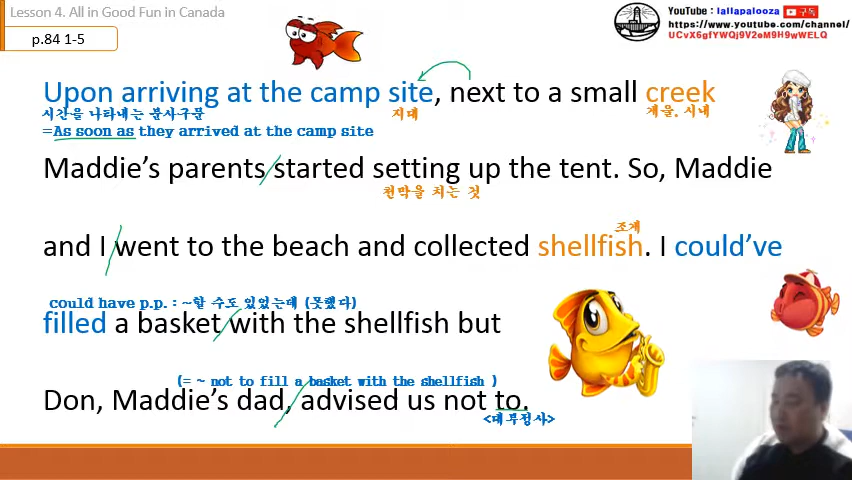 Lesson 4. All in Good Fun in Canada
p.84 1-5
YouTube : lallapalooza 구독
https://www.youtube.com/channel/
UCvX6gfYWQj9V2eM9H9wWELQ
Upon arriving at the camp site, next to a small creek
시간을 나타내는 분사구문 지대 개울. 시내
=As soon as they arrived at the camp site
Maddie's parents started setting up the tent. So, Maddie
천막을 치는 것
조개
and I went to the beach and collected shellfish. I could've
could have p.p. : ~할 수도 있었는데 (못했다)
filled a basket with the shellfish but
(= ~ not to fill a basket with the shellfish )
Don, Maddie's dad, advised us not to.
<대부정사>